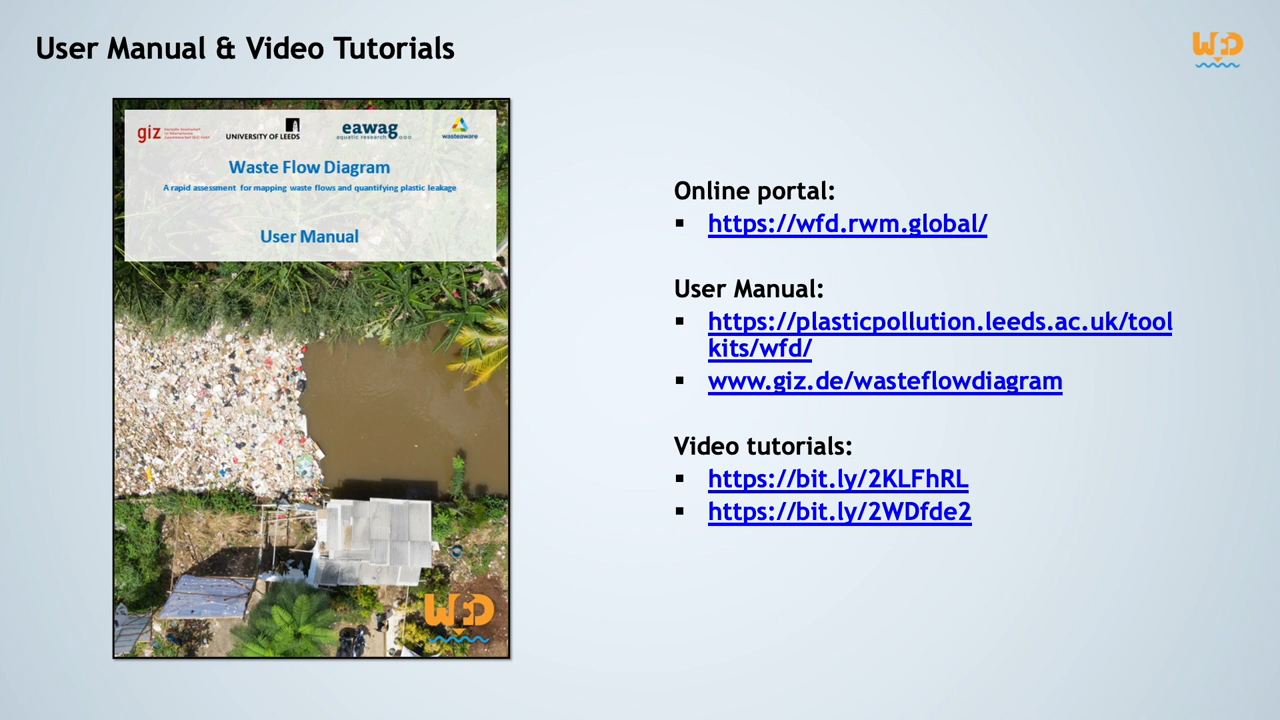 User Manual & Video Tutorials
WFD
giz
UNIVERSITY OF LEEDS
eawag
aquatic research
wasteaware
Waste Flow Diagram
A rapid assessment for mapping waste flows and quantifying plastic leakage
User Manual
WFD
Online portal:
▪ https://wfd.rwm.global/
User Manual:
▪ https://plasticpollution.leeds.ac.uk/tool
kits/wfd/
▪ www.giz.de/wasteflowdiagram
Video tutorials:
▪ https://bit.ly/2KLFhRL
▪ https://bit.ly/2WDfde2